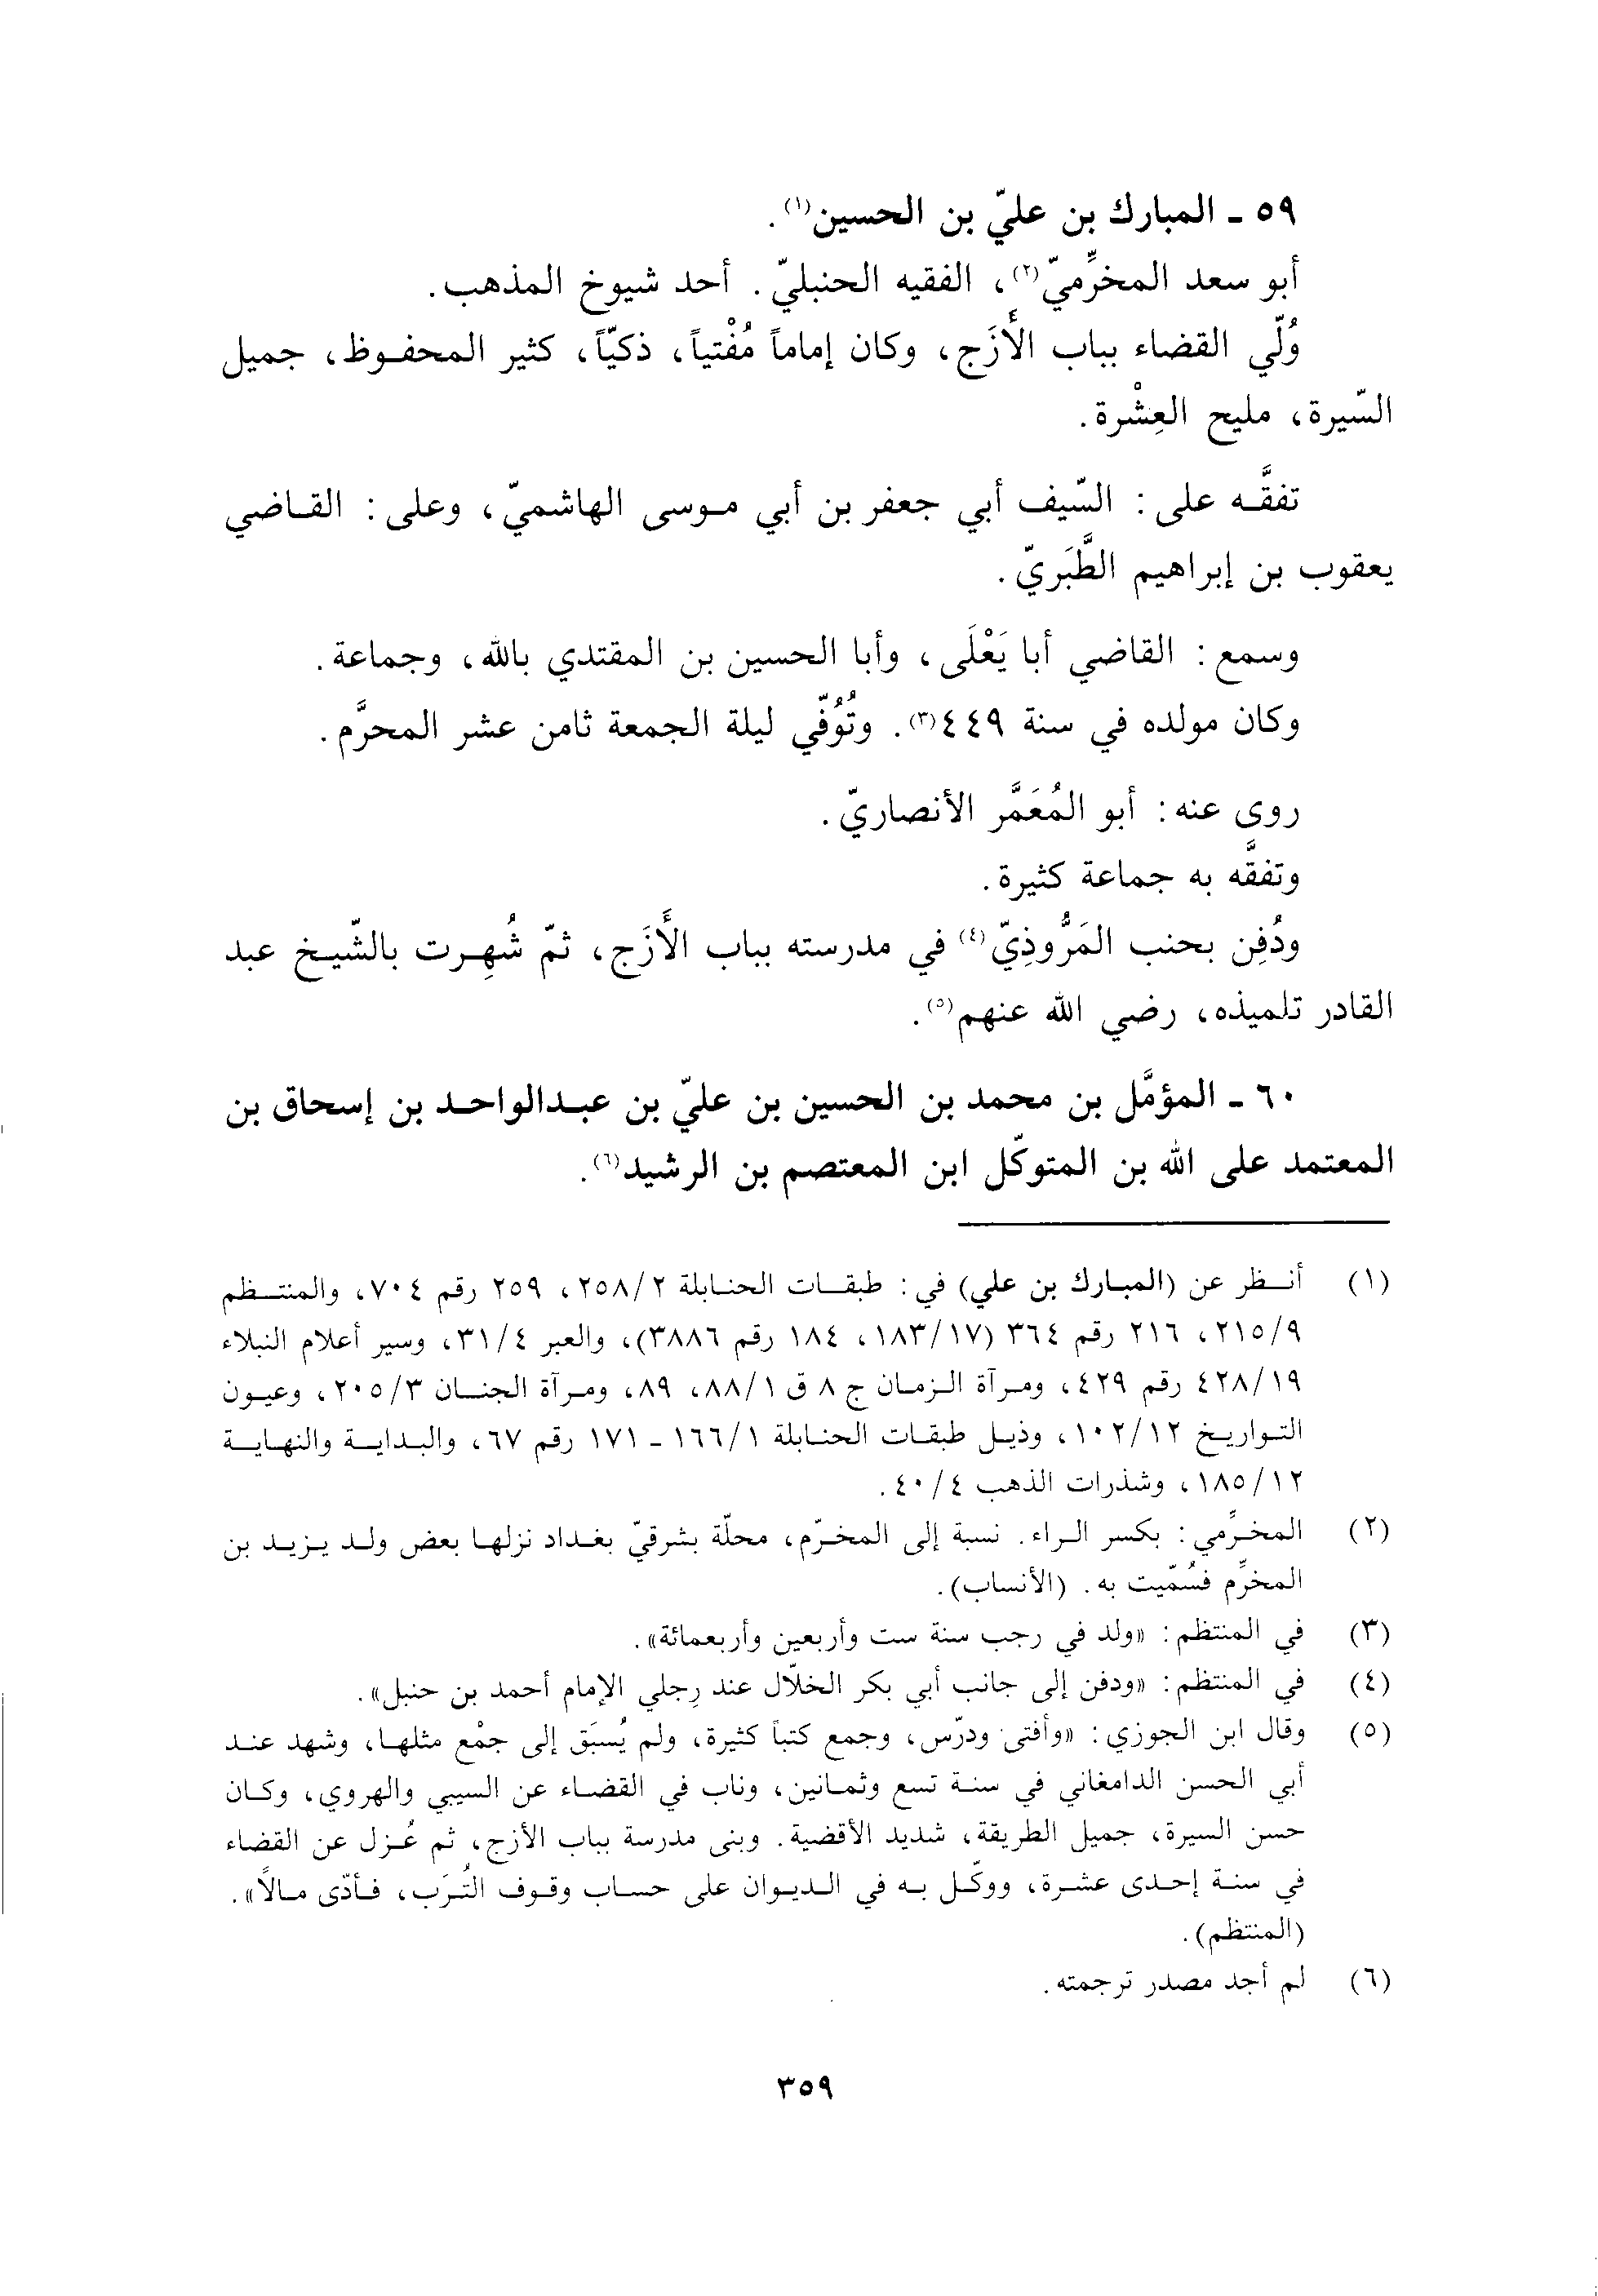 ٥٩ ـ المبارك بن عليّ بن الحسين(١).
أبو سعد المخرِّميّ(٢)، الفقيه الحنبليّ. أحد شيوخ المذهب.
وُلّي القضاء بباب الأَزَج، وكان إماماً مُفْتياً، ذكيّاً، كثير المحفوظ، جميل
السّيرة، مليح العِشْرة.
تفقَّه على: السّيف أبي جعفر بن أبي موسى الهاشميّ، وعلى: القاضي
يعقوب بن إبراهيم الطَّبَريّ.
وسمع: القاضي أبا يَعْلَى، وأبا الحسين بن المقتدي بالله، وجماعة.
وكان مولده في سنة ٤٤٩(٣). وتُوُفّي ليلة الجمعة ثامن عشر المحرَّم.
روى عنه: أبو المُعَمَّر الأنصاريّ.
وتفقَّه به جماعة كثيرة.
ودُفِن بحنب المَرُّوذِيّ(٤) في مدرسته بباب الأَزَج، ثمّ شُهِرت بالشّيخ عبد
القادر تلميذه، رضي الله عنهم(٥).
٦٠ ـ المؤمَّل بن محمد بن الحسين بن عليّ بن عبدالواحد بن إسحاق بن
المعتمد على الله بن المتوكّل ابن المعتصم بن الرشيد(٦).
(١) أنظر عن (المبارك بن علي) في: طبقات الحنابلة ٢٥٨/٢، ٢٥٩ رقم ٧٠٤، والمنتظم
٢١٥/٩، ٢١٦ رقم ٣٦٤ (١٨٣/١٧، ١٨٤ رقم ٣٨٨٦)، والعبر ٣١/٤، وسير أعلام النبلاء
٤٢٨/١٩ رقم ٤٢٩، ومرآة الزمان ج ٨ ق ٨٨/١، ٨٩، ومرآة الجنان ٢٠٥/٣، وعيون
التواريخ ١٠٢/١٢، وذيل طبقات الحنابلة ١٦٦/١ ـ ١٧١ رقم ٦٧، والبداية والنهاية
١٨٥/١٢، وشذرات الذهب ٤٠/٤.
(٢) المخرِّمي: بكسر الراء. نسبة إلى المخرّم، محلّة بشرقيّ بغداد نزلها بعض ولد يزيد بن
المخرِّم فسُمّيت به. (الأنساب).
(٣) في المنتظم: «ولد في رجب سنة ست وأربعين وأربعمائة».
(٤) في المنتظم: «ودفن إلى جانب أبي بكر الخلّال عند رِجلي الإمام أحمد بن حنبل».
(٥) وقال ابن الجوزي: «وأفتى ودرّس، وجمع كتباً كثيرة، ولم يُسبَق إلى جمْع مثلها، وشهد عند
أبي الحسن الدامغاني في سنة تسع وثمانين، وناب في القضاء عن السيبي والهروي، وكان
حسن السيرة، جميل الطريقة، شديد الأقضية. وبنى مدرسة بباب الأزج، ثم عُزل عن القضاء
في سنة إحدى عشرة، ووكّل به في الديوان على حساب وقوف التُرَب، فأدّى مالاً».
(المنتظم).
(٦) لم أجد مصدر ترجمته.
٣٥٩